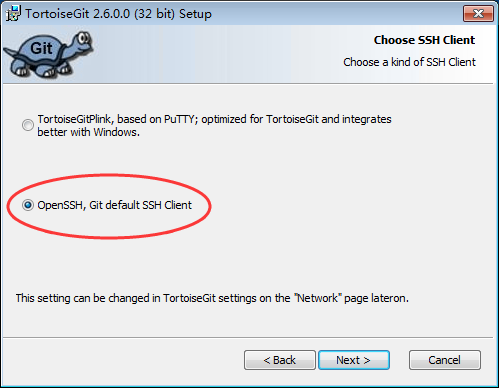 TortoiseGit 2.6.0.0 (32 bit) Setup
Git
Choose SSH Client
Choose a kind of SSH Client
TortoiseGitPlink, based on PuTTY; optimized for TortoiseGit and integrates
better with Windows.
OpenSSH, Git default SSH Client
This setting can be changed in TortoiseGit settings on the "Network" page lateron.
< Back
Next >
Cancel